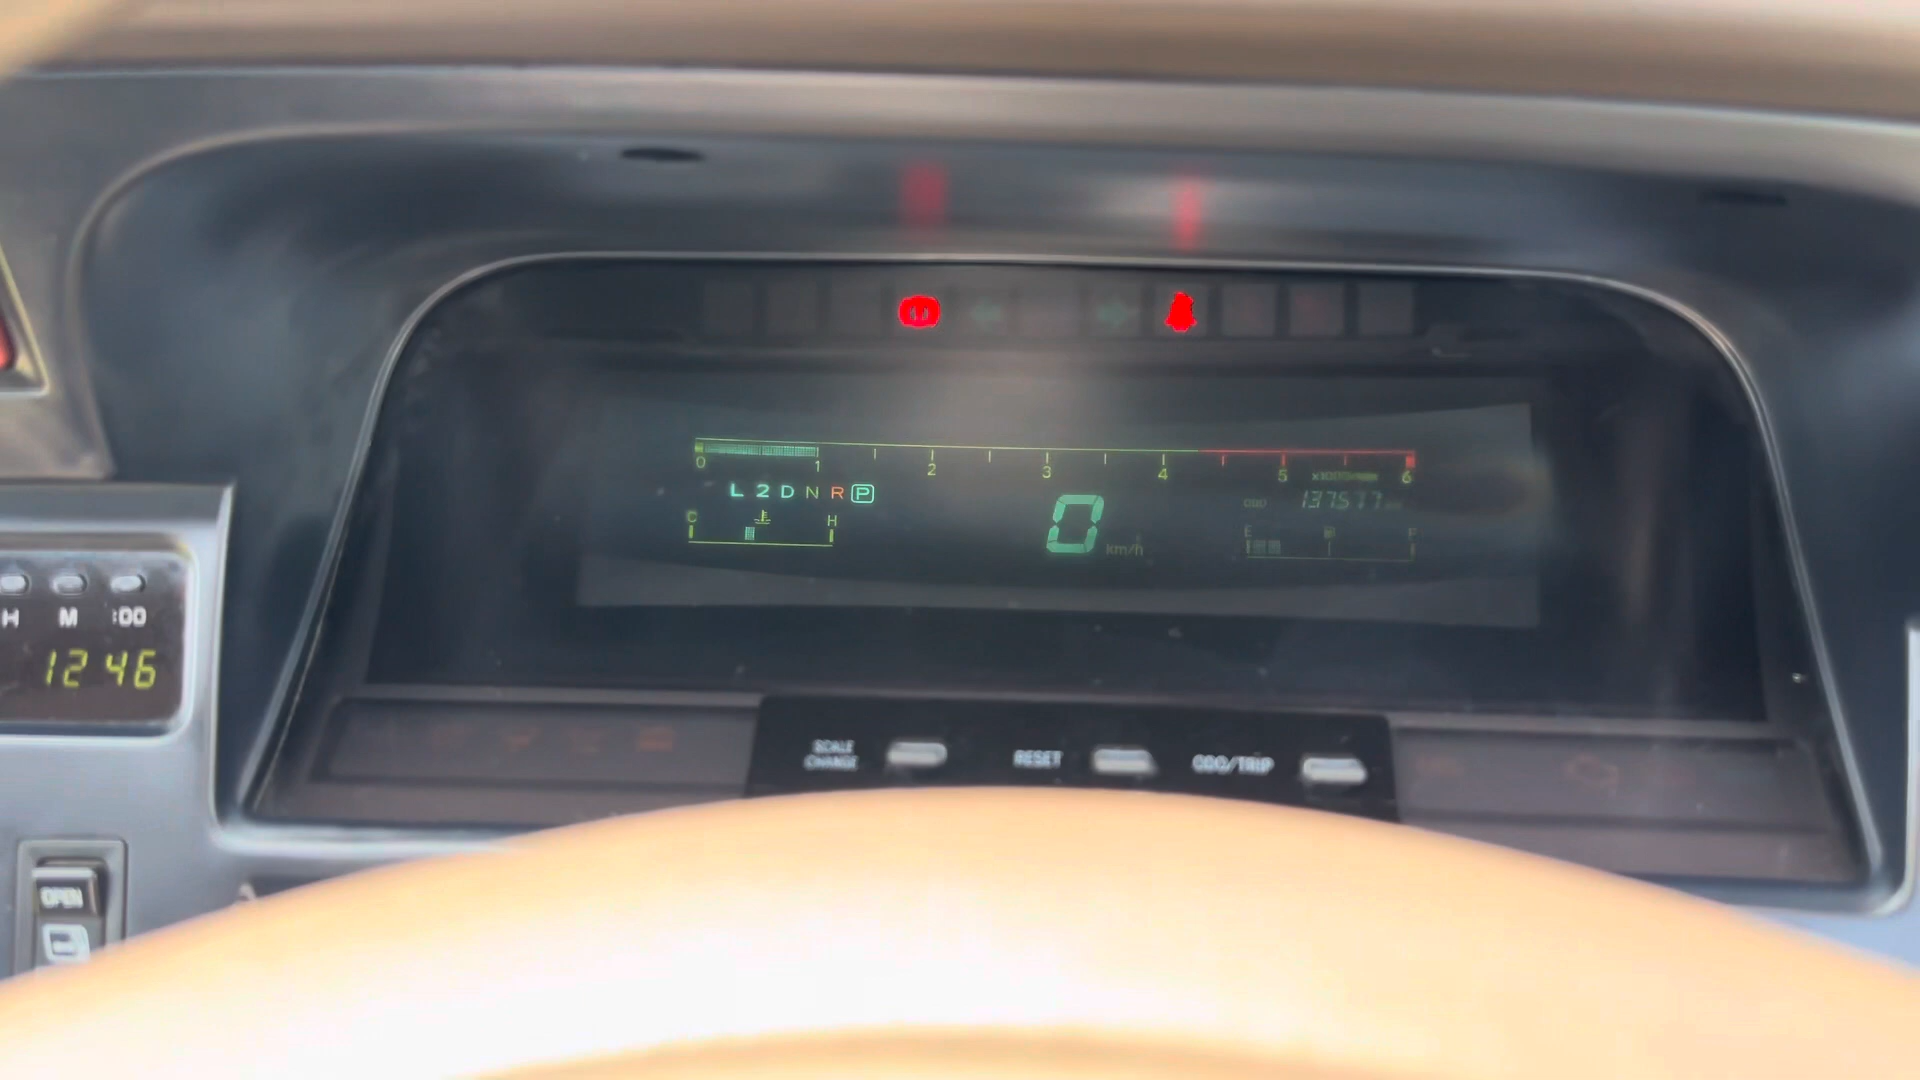 0 1 2 3 4 5 6
x1000r/min
L 2 D N R P
ODO 137577
C H
0 km/h
E F
H M :00
12 46
SCALE CHANGE
RESET
ODO/TRIP
OPEN